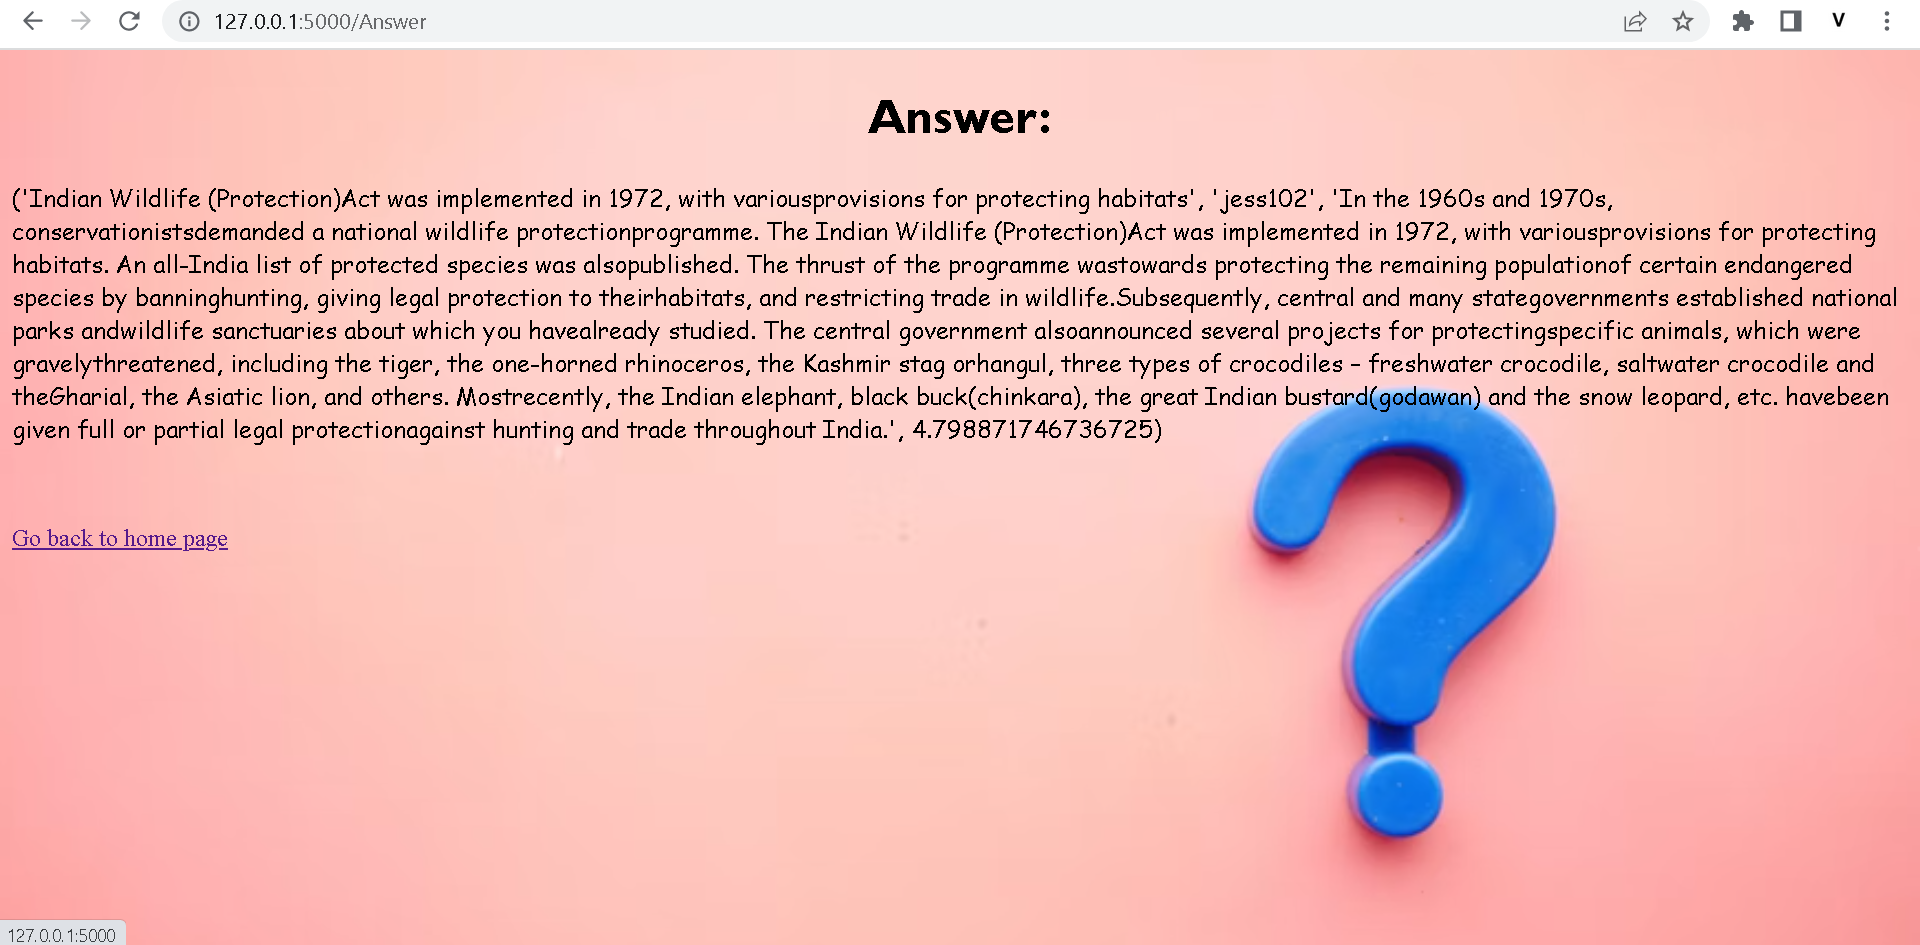 127.0.0.1:5000/Answer
V
Answer:
('Indian Wildlife (Protection)Act was implemented in 1972, with variousprovisions for protecting habitats', 'jess102', 'In the 1960s and 1970s,
conservationistsdemanded a national wildlife protectionprogramme. The Indian Wildlife (Protection)Act was implemented in 1972, with variousprovisions for protecting
habitats. An all-India list of protected species was alsopublished. The thrust of the programme wastowards protecting the remaining populationof certain endangered
species by banninghunting, giving legal protection to theirhabitats, and restricting trade in wildlife.Subsequently, central and many stategovernments established national
parks andwildlife sanctuaries about which you havealready studied. The central government alsoannounced several projects for protectingspecific animals, which were
gravelythreatened, including the tiger, the one-horned rhinoceros, the Kashmir stag orhangul, three types of crocodiles – freshwater crocodile, saltwater crocodile and
theGharial, the Asiatic lion, and others. Mostrecently, the Indian elephant, black buck(chinkara), the great Indian bustard(godawan) and the snow leopard, etc. havebeen
given full or partial legal protectionagainst hunting and trade throughout India.', 4.798871746736725)
Go back to home page
127.0.0.1:5000